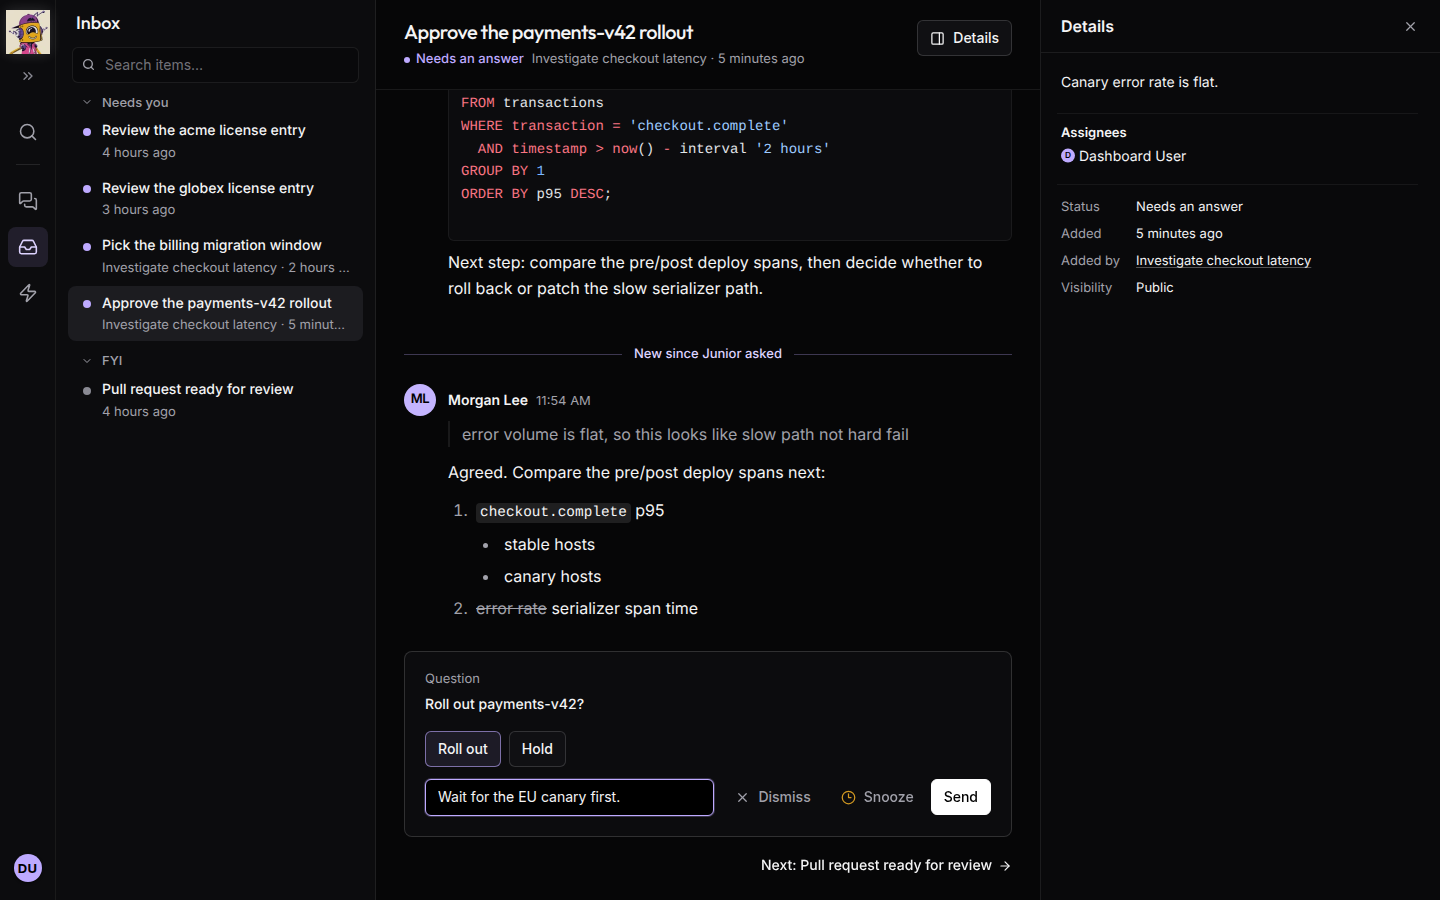 Inbox
Search items...
Needs you
Review the acme license entry
4 hours ago
Review the globex license entry
3 hours ago
Pick the billing migration window
Investigate checkout latency · 2 hours ...
Approve the payments-v42 rollout
Investigate checkout latency · 5 minut...
FYI
Pull request ready for review
4 hours ago
DU
Approve the payments-v42 rollout
Needs an answer Investigate checkout latency · 5 minutes ago
Details
FROM transactions
WHERE transaction = 'checkout.complete'
AND timestamp > now() - interval '2 hours'
GROUP BY 1
ORDER BY p95 DESC;
Next step: compare the pre/post deploy spans, then decide whether to
roll back or patch the slow serializer path.
New since Junior asked
ML Morgan Lee 11:54 AM
error volume is flat, so this looks like slow path not hard fail
Agreed. Compare the pre/post deploy spans next:
1. checkout.complete p95
• stable hosts
• canary hosts
2. error rate serializer span time
Question
Roll out payments-v42?
Roll out Hold
Wait for the EU canary first. Dismiss Snooze Send
Next: Pull request ready for review →
Details
Canary error rate is flat.
Assignees
D Dashboard User
Status Needs an answer
Added 5 minutes ago
Added by Investigate checkout latency
Visibility Public